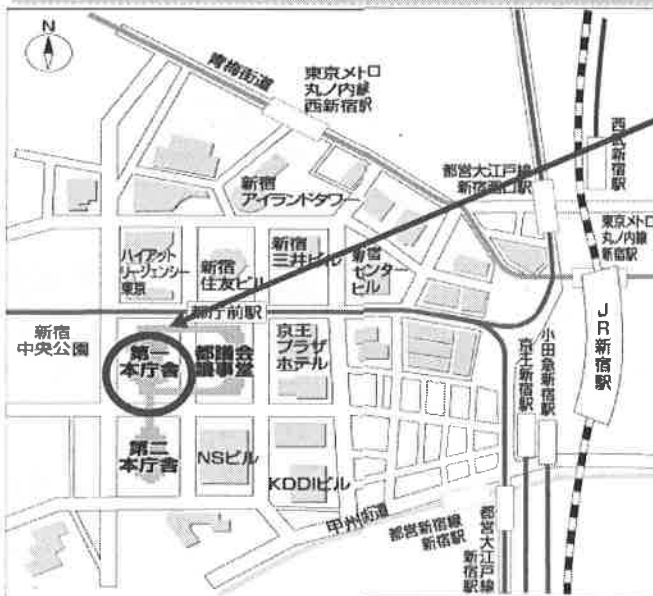 N
青梅街道
東京メトロ
丸ノ内線
西新宿駅
西武新宿駅
都営大江戸線
新宿西口駅
新宿
アイランドタワー
東京メトロ
丸ノ内線
新宿駅
ハイアット
リージェンシー
東京
新宿
住友ビル
新宿
三井ビル
新宿
センター
ビル
都庁前駅
新宿
中央公園
第一
本庁舎
都議会
議事堂
京王
プラザ
ホテル
京王新宿駅
小田急新宿駅
JR新宿駅
第二
本庁舎
NSビル
KDDIビル
甲州街道
都営新宿線
新宿駅
都営大江戸線
新宿駅